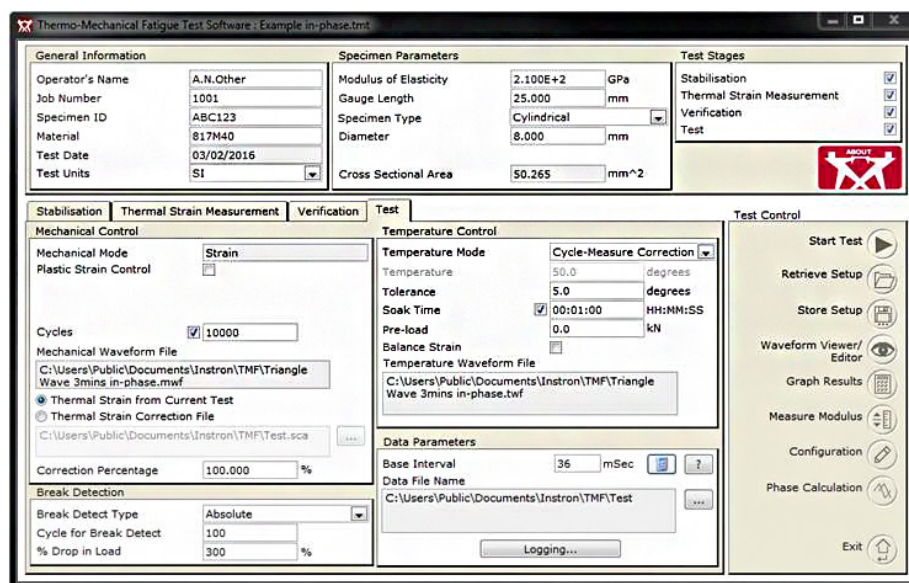 Thermo-Mechanical Fatigue Test Software : Example in-phase.tmt
General Information
Operator's Name A.N.Other
Job Number 1001
Specimen ID ABC123
Material 817M40
Test Date 03/02/2016
Test Units SI
Specimen Parameters
Modulus of Elasticity 2.100E+2 GPa
Gauge Length 25.000 mm
Specimen Type Cylindrical
Diameter 8.000 mm
Cross Sectional Area 50.265 mm^2
Test Stages
Stabilisation
Thermal Strain Measurement
Verification
Test
ABOUT
Stabilisation Thermal Strain Measurement Verification Test
Mechanical Control
Mechanical Mode Strain
Plastic Strain Control
Cycles 10000
Mechanical Waveform File
C:\Users\Public\Documents\Instron\TMF\Triangle
Wave 3mins in-phase.mwf
Thermal Strain from Current Test
Thermal Strain Correction File
C:\Users\Public\Documents\Instron\TMF\Test.sca ...
Correction Percentage 100.000 %
Break Detection
Break Detect Type Absolute
Cycle for Break Detect 100
% Drop in Load 300 %
Temperature Control
Temperature Mode Cycle-Measure Correction
Temperature 50.0 degrees
Tolerance 5.0 degrees
Soak Time 00:01:00 HH:MM:SS
Pre-load 0.0 kN
Balance Strain
Temperature Waveform File
C:\Users\Public\Documents\Instron\TMF\Triangle
Wave 3mins in-phase.twf
Data Parameters
Base Interval 36 mSec ?
Data File Name
C:\Users\Public\Documents\Instron\TMF\Test ...
Logging...
Test Control
Start Test
Retrieve Setup
Store Setup
Waveform Viewer/
Editor
Graph Results
Measure Modulus
Configuration
Phase Calculation
Exit